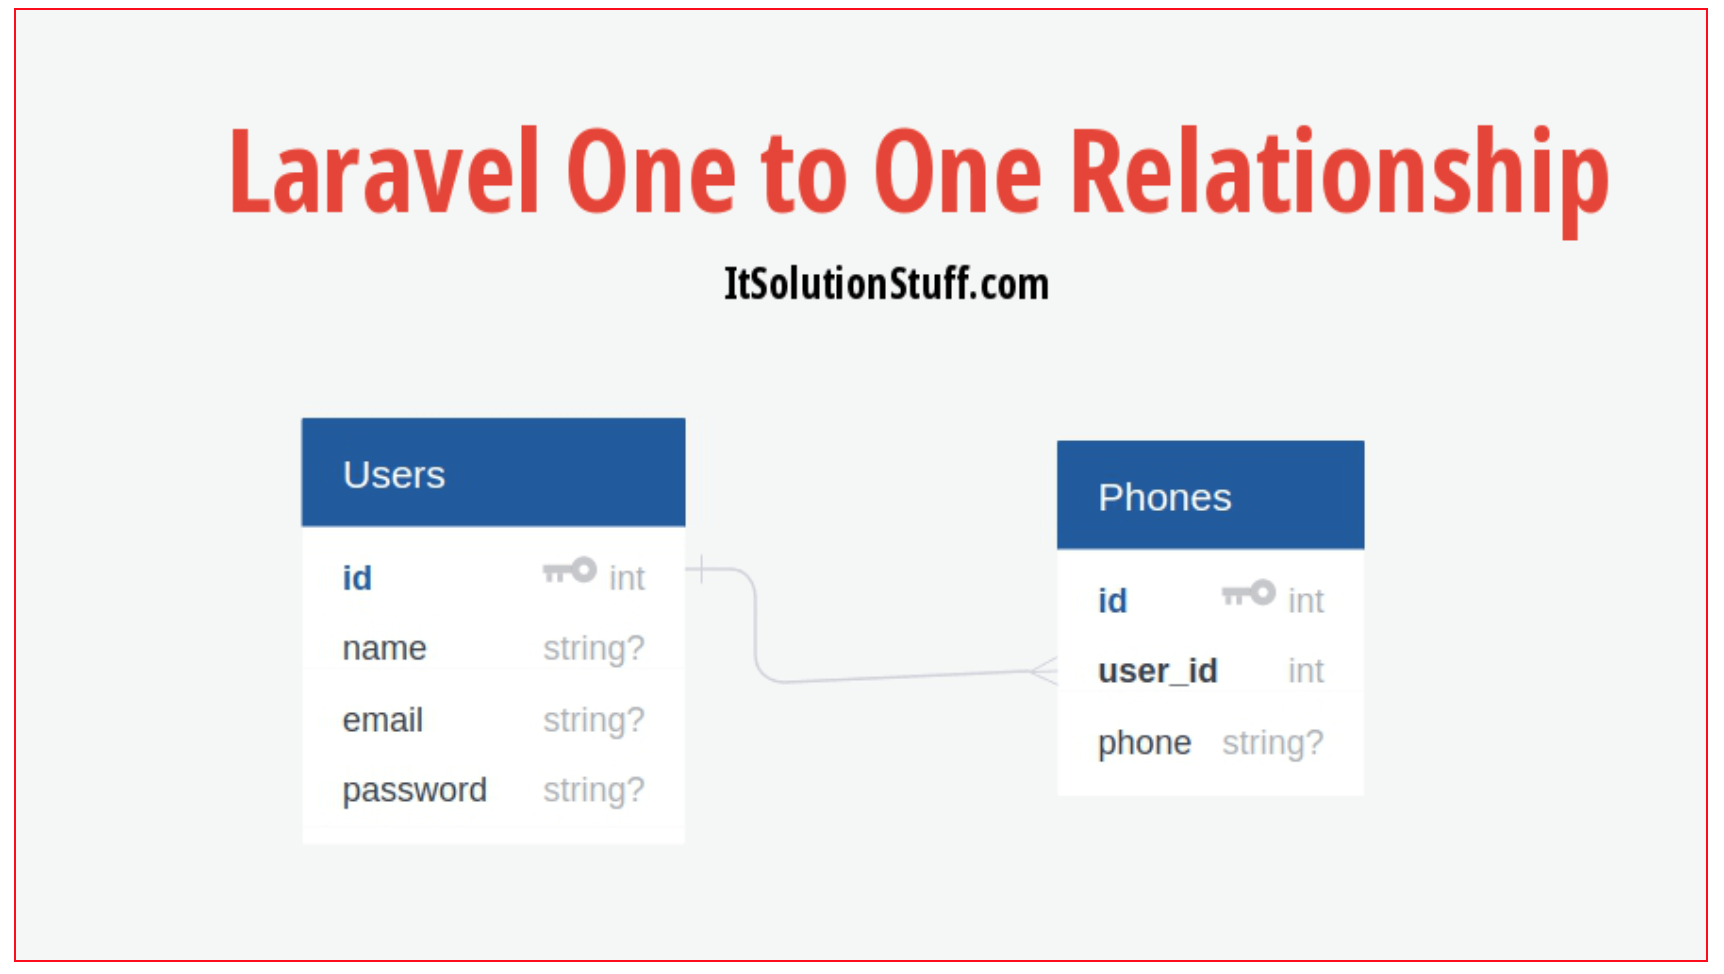 Laravel One to One Relationship
ItSolutionStuff.com
Users
id int
name string?
email string?
password string?
Phones
id int
user_id int
phone string?